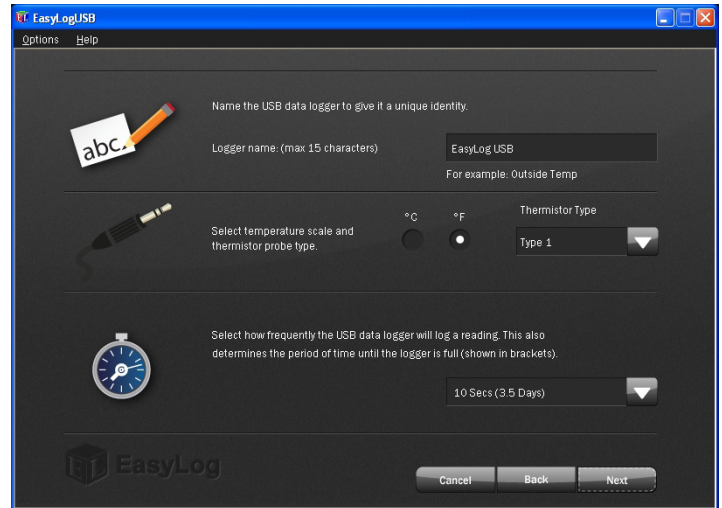 EasyLogUSB
Options Help
Name the USB data logger to give it a unique identity.
abc
Logger name: (max 15 characters)
EasyLog USB
For example: Outside Temp
°C °F Thermistor Type
Select temperature scale and
thermistor probe type.
Type 1
Select how frequently the USB data logger will log a reading. This also
determines the period of time until the logger is full (shown in brackets).
10 Secs (3.5 Days)
EL EasyLog
Cancel Back Next